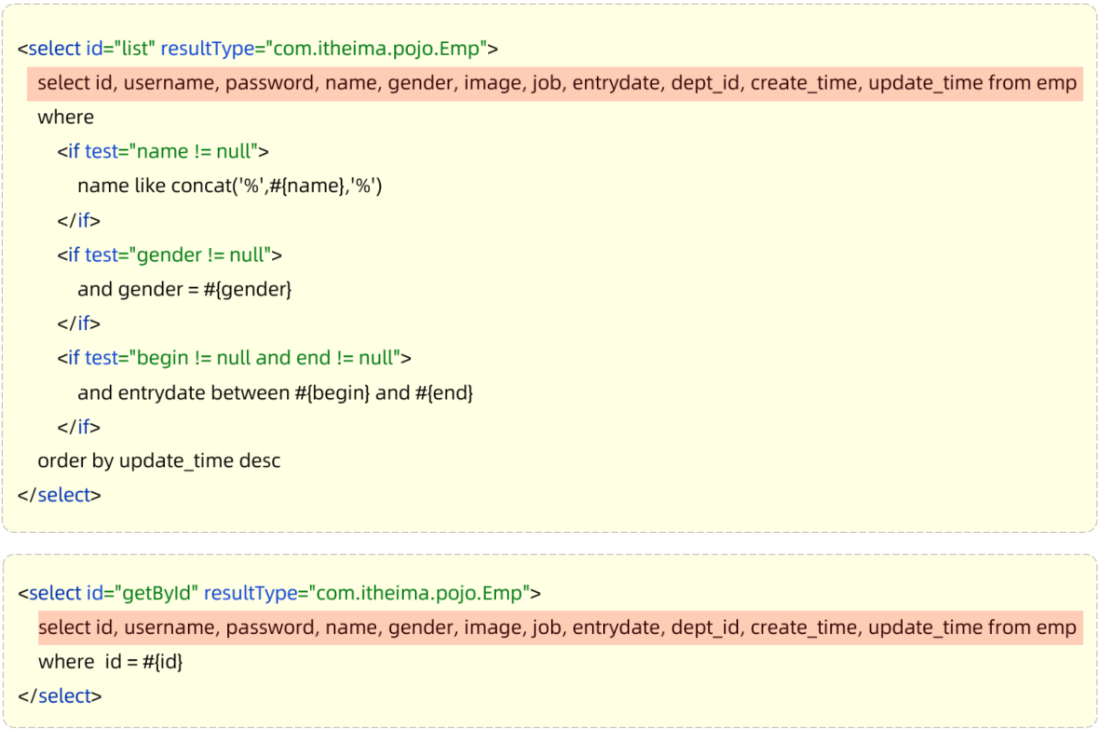 <select id="list" resultType="com.itheima.pojo.Emp">
select id, username, password, name, gender, image, job, entrydate, dept_id, create_time, update_time from emp
where
<if test="name != null">
name like concat('%',#{name},'%')
</if>
<if test="gender != null">
and gender = #{gender}
</if>
<if test="begin != null and end != null">
and entrydate between #{begin} and #{end}
</if>
order by update_time desc
</select>
<select id="getById" resultType="com.itheima.pojo.Emp">
select id, username, password, name, gender, image, job, entrydate, dept_id, create_time, update_time from emp
where  id = #{id}
</select>